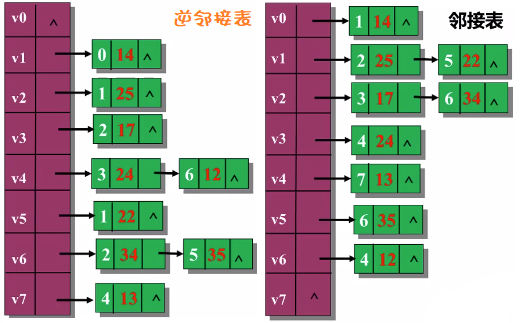 逆邻接表
v0 ^
v1 0 14 ^
v2 1 25 ^
v3 2 17 ^
v4 3 24 6 12 ^
v5 1 22 ^
v6 2 34 5 35 ^
v7 4 13 ^
邻接表
v0 1 14 ^
v1 2 25 5 22 ^
v2 3 17 6 34 ^
v3 4 24 ^
v4 7 13 ^
v5 6 35 ^
v6 4 12 ^
v7 ^